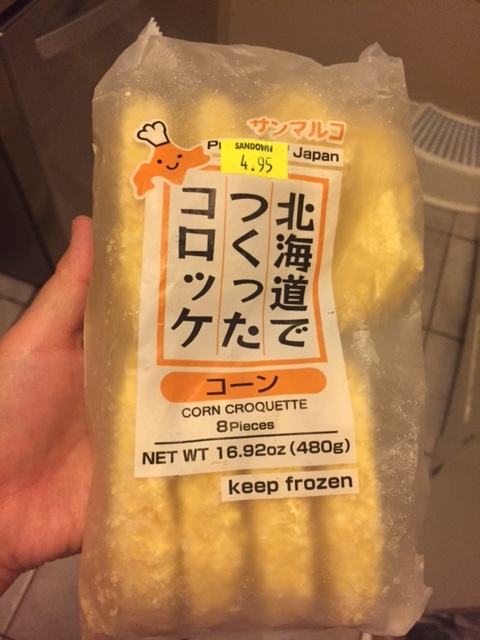 サンマルコ
P Japan
SANDOWN
4.95
北海道で
つくった
コロッケ
コーン
CORN CROQUETTE
8Pieces
NET WT 16.92oz (480g)
keep frozen